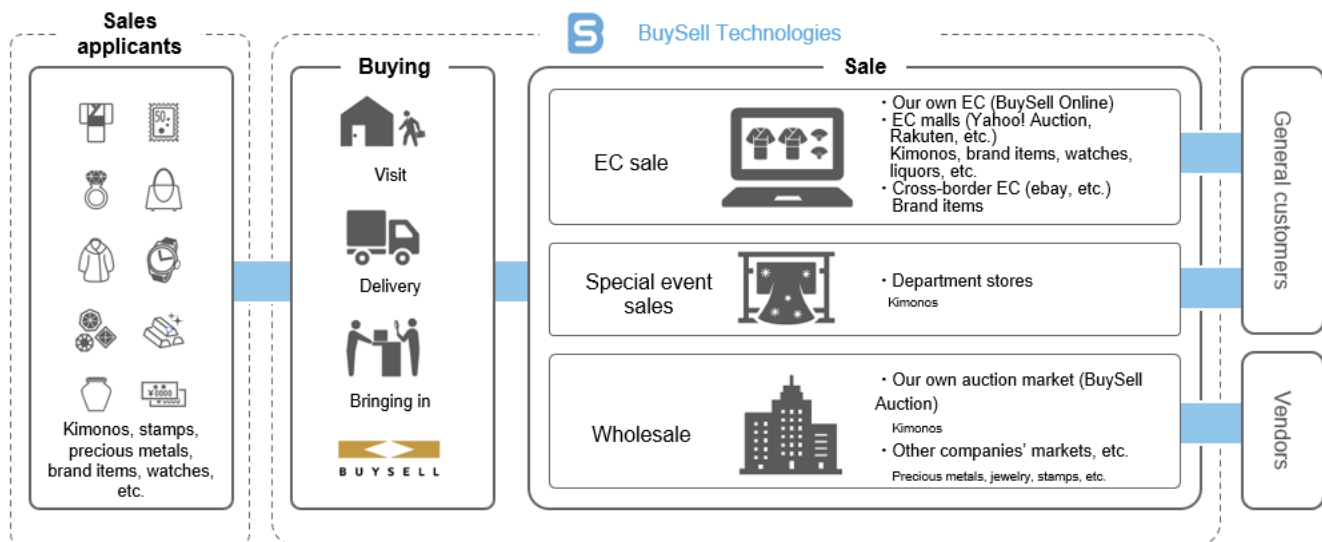 Sales
applicants
Kimonos, stamps,
precious metals,
brand items, watches,
etc.
BuySell Technologies
Buying
Visit
Delivery
Bringing in
BUYSELL
Sale
EC sale
・Our own EC (BuySell Online)
・EC malls (Yahoo! Auction,
Rakuten, etc.)
Kimonos, brand items, watches,
liquors, etc.
・Cross-border EC (ebay, etc.)
Brand items
Special event
sales
・Department stores
Kimonos
Wholesale
・Our own auction market (BuySell
Auction)
Kimonos
・Other companies’ markets, etc.
Precious metals, jewelry, stamps, etc.
General customers
Vendors
50
¥0000